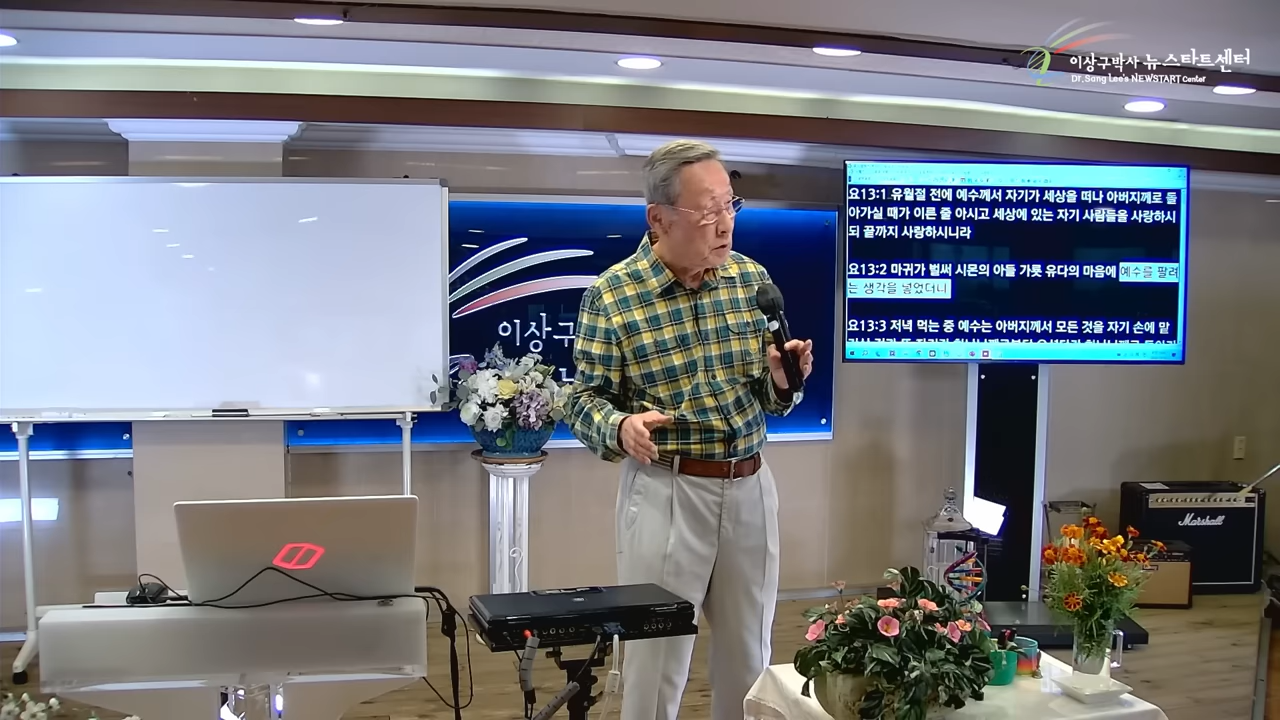 이상구박사 뉴스타트센터
Dr. Sang Lee's NEWSTART Center
요13:1 유월절 전에 예수께서 자기가 세상을 떠나 아버지께로 돌
아가실 때가 이른 줄 아시고 세상에 있는 자기 사람들을 사랑하시
되 끝까지 사랑하시니라
요13:2 마귀가 벌써 시몬의 아들 가룟 유다의 마음에 예수를 팔려
는 생각을 넣었더니
요13:3 저녁 먹는 중 예수는 아버지께서 모든 것을 자기 손에 맡
이상구
Marshall